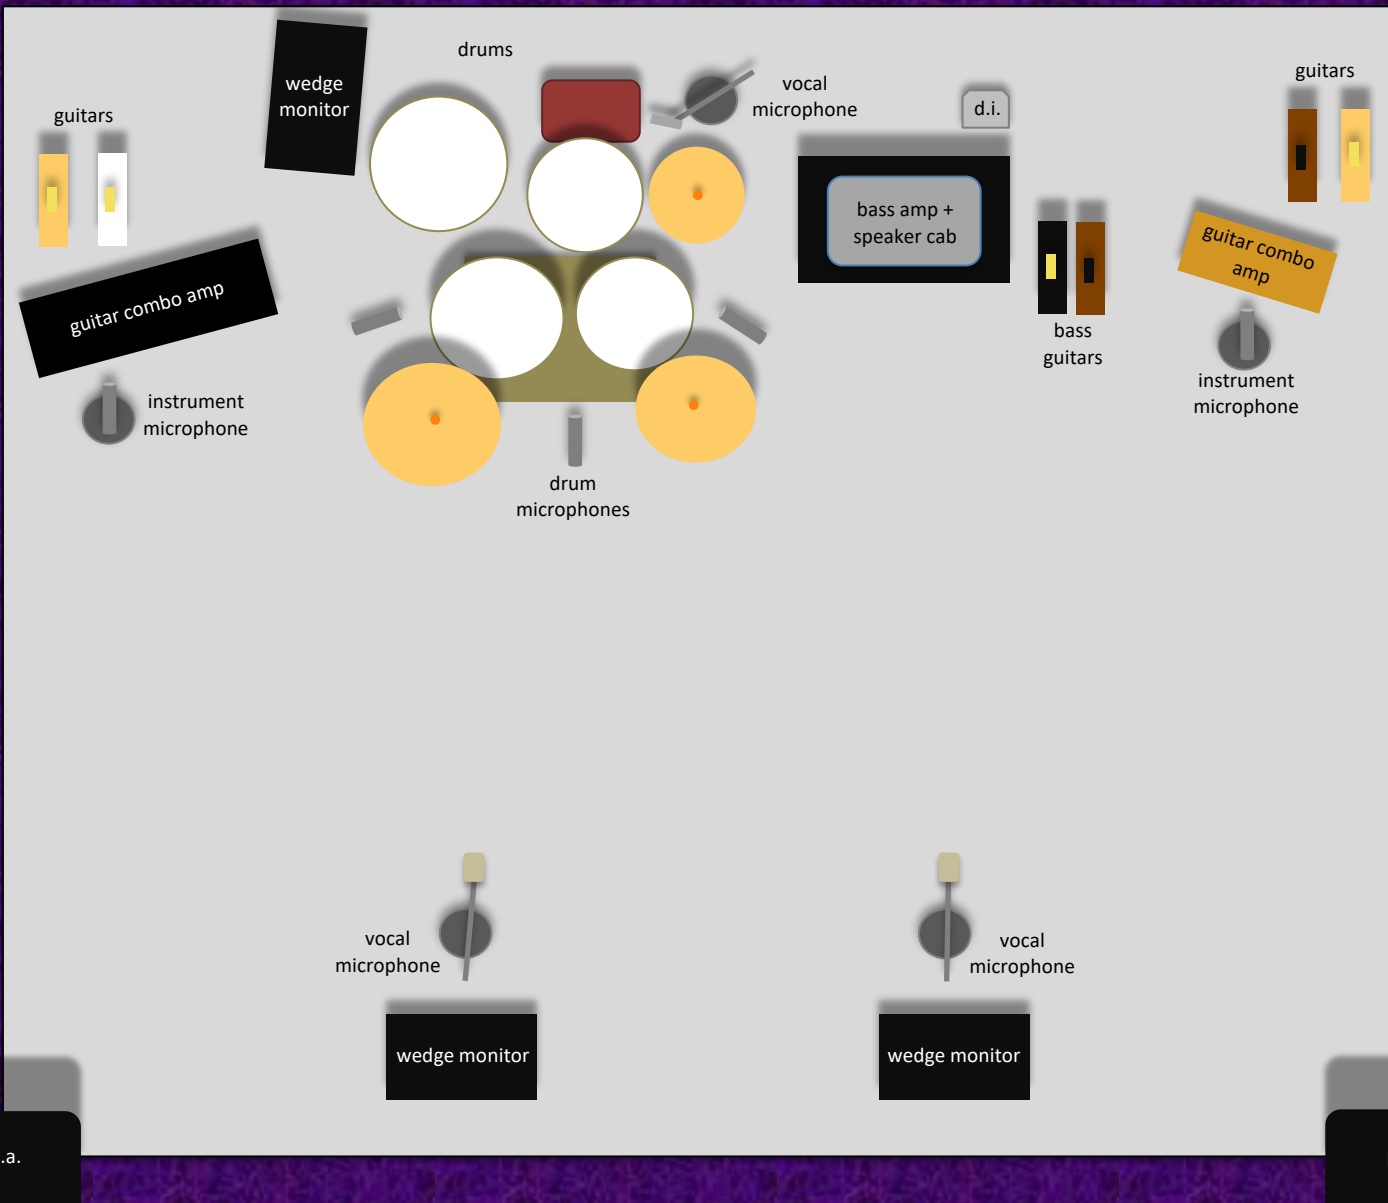 drums
wedge
monitor
vocal
microphone
guitars
d.i.
guitars
bass amp +
speaker cab
guitar combo
amp
guitar combo amp
bass
guitars
instrument
microphone
instrument
microphone
drum
microphones
vocal
microphone
vocal
microphone
wedge monitor
wedge monitor
.a.